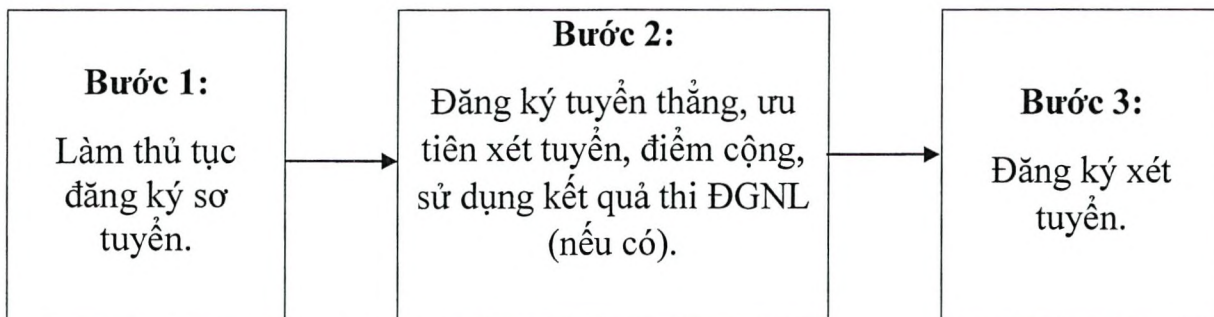 Bước 1:
Làm thủ tục
đăng ký sơ
tuyển.
Bước 2:
Đăng ký tuyển thẳng, ưu
tiên xét tuyển, điểm cộng,
sử dụng kết quả thi ĐGNL
(nếu có).
Bước 3:
Đăng ký xét
tuyển.